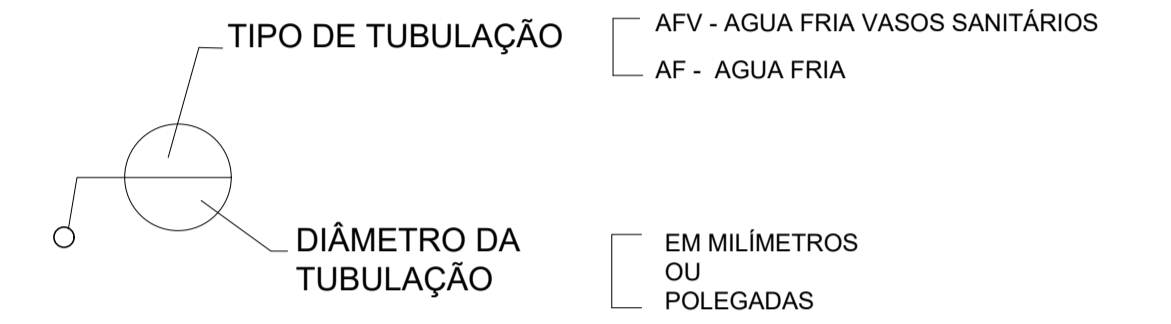 TIPO DE TUBULAÇÃO
AFV - AGUA FRIA VASOS SANITÁRIOS
AF - AGUA FRIA
DIÂMETRO DA
TUBULAÇÃO
EM MILÍMETROS
OU
POLEGADAS